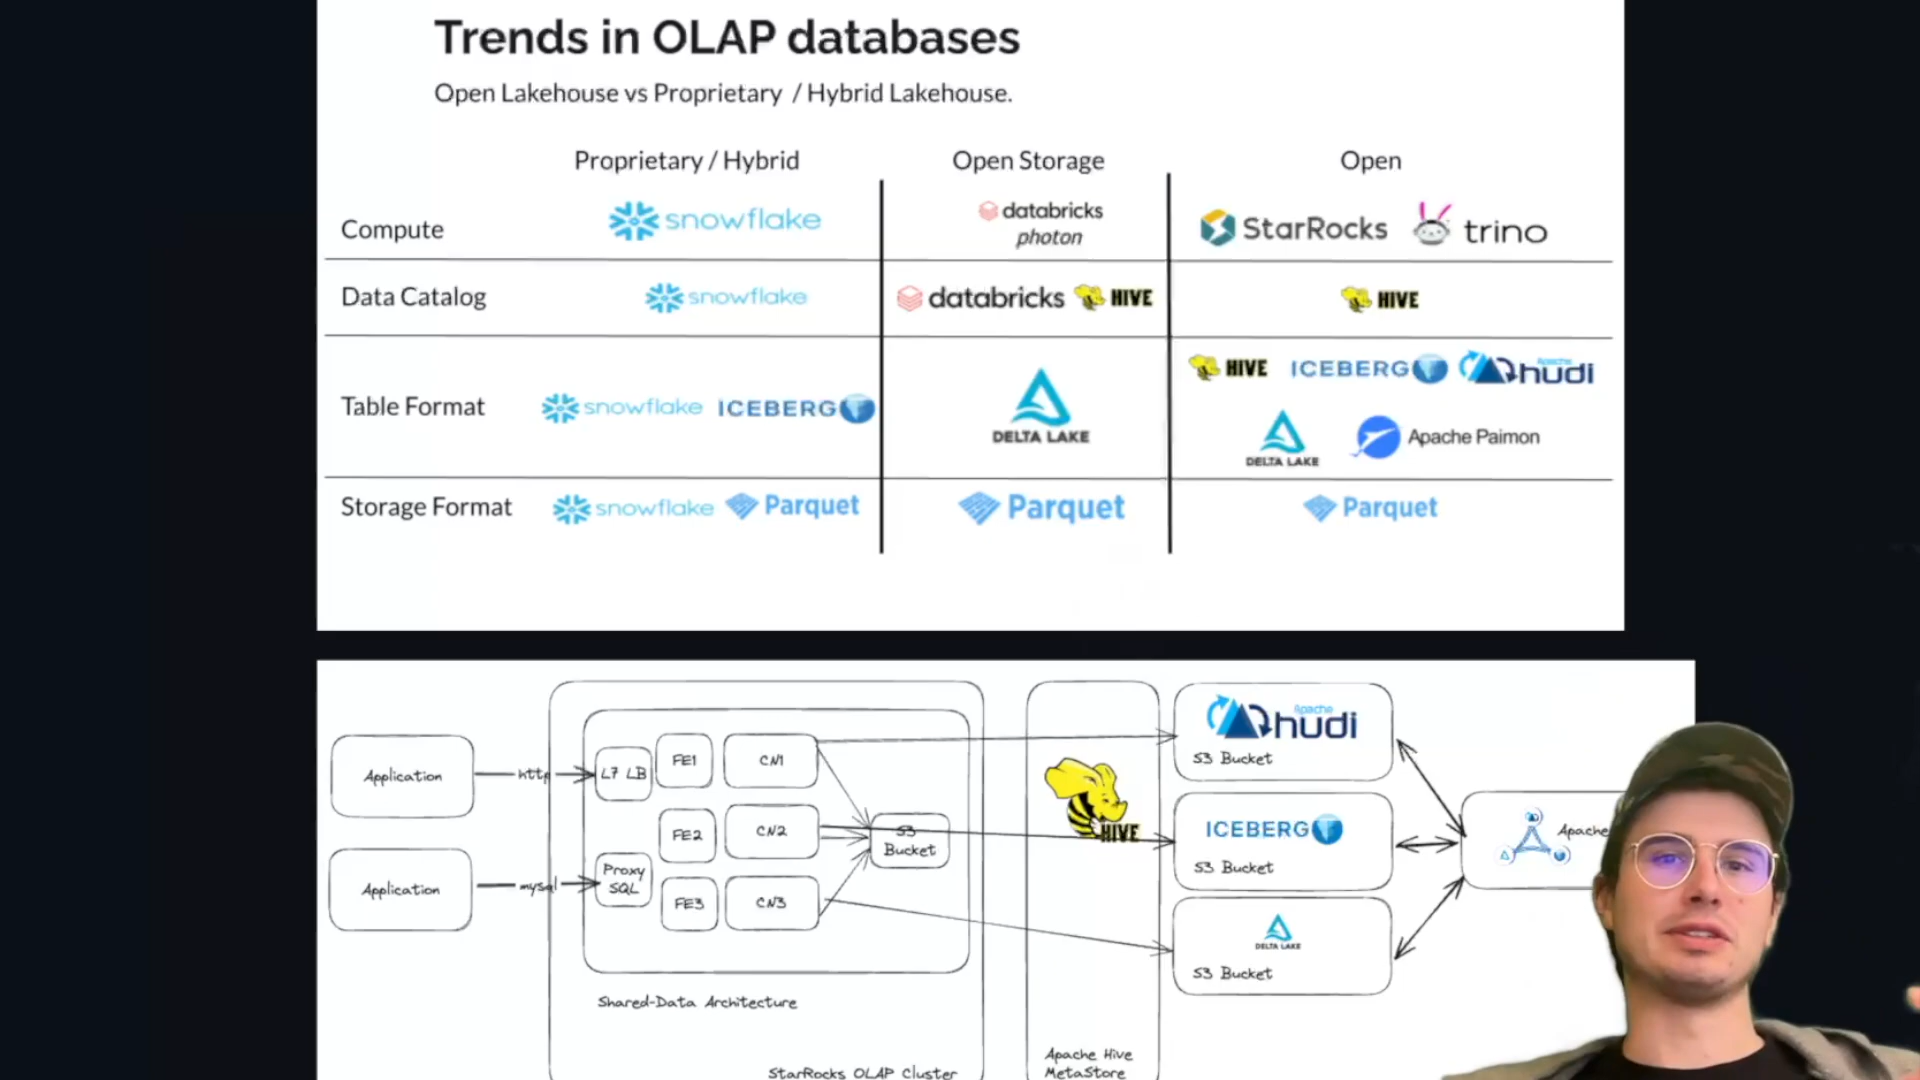 Trends in OLAP databases
Open Lakehouse vs Proprietary / Hybrid Lakehouse.
Proprietary / Hybrid Open Storage Open
Compute snowflake databricks photon StarRocks trino
Data Catalog snowflake databricks HIVE HIVE
HIVE ICEBERG Apache hudi
Table Format snowflake ICEBERG DELTA LAKE
DELTA LAKE Apache Paimon
Storage Format snowflake Parquet Parquet Parquet
Application http L7 LB FE1 CN1
Apache hudi
S3 Bucket
FE2 CN2 S3 Bucket
HIVE
ICEBERG
S3 Bucket
Apache
Application mysql Proxy SQL FE3 CN3
DELTA LAKE
S3 Bucket
Shared-Data Architecture
StarRocks OLAP Cluster
Apache Hive
MetaStore